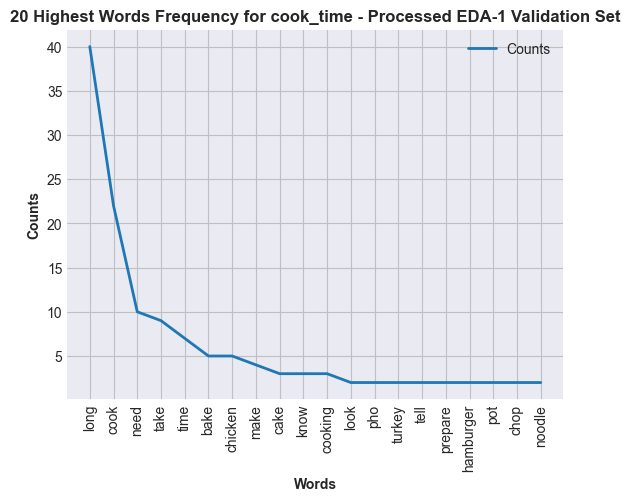 20 Highest Words Frequency for cook_time - Processed EDA-1 Validation Set
Counts
40
35
30
25
20
15
10
5
Counts
long
cook
need
take
time
bake
chicken
make
cake
know
cooking
look
pho
turkey
tell
prepare
hamburger
pot
chop
noodle
Words